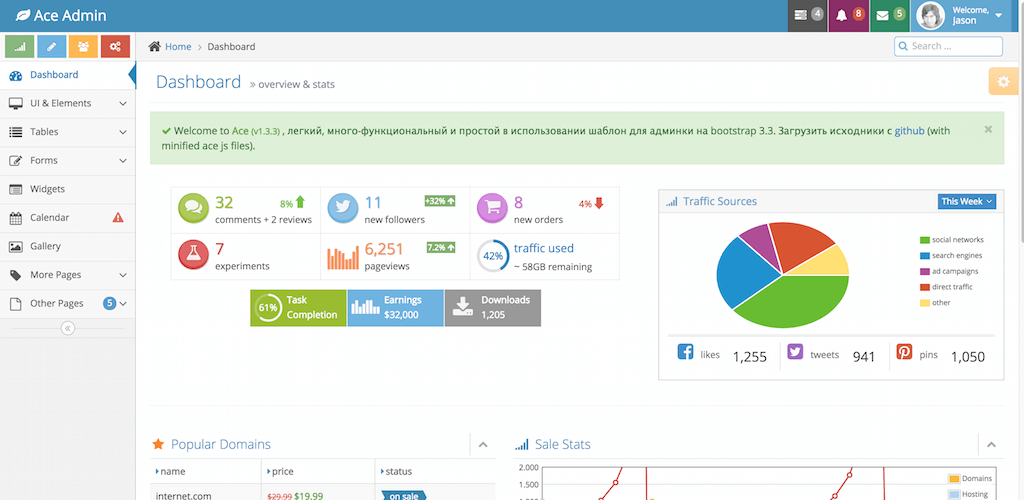 Ace Admin
4
8
5
Welcome,
Jason
Home › Dashboard
Search ...
Dashboard
UI & Elements
Tables
Forms
Widgets
Calendar
Gallery
More Pages
Other Pages 5
Dashboard » overview & stats
Welcome to Ace (v1.3.3) , легкий, много-функциональный и простой в использовании шаблон для админки на bootstrap 3.3. Загрузить исходники с github (with
minified ace js files).
×
32 8%
comments + 2 reviews
11 +32%
new followers
8 4%
new orders
7
experiments
6,251 7.2%
pageviews
42% traffic used
~ 58GB remaining
61% Task
Completion
Earnings
$32,000
Downloads
1,205
Traffic Sources This Week
social networks
search engines
ad campaigns
direct traffic
other
likes 1,255
tweets 941
pins 1,050
Popular Domains
name price status
internet.com $29.99 $19.99 on sale
Sale Stats
2.000
1.500
1.000
Domains
Hosting